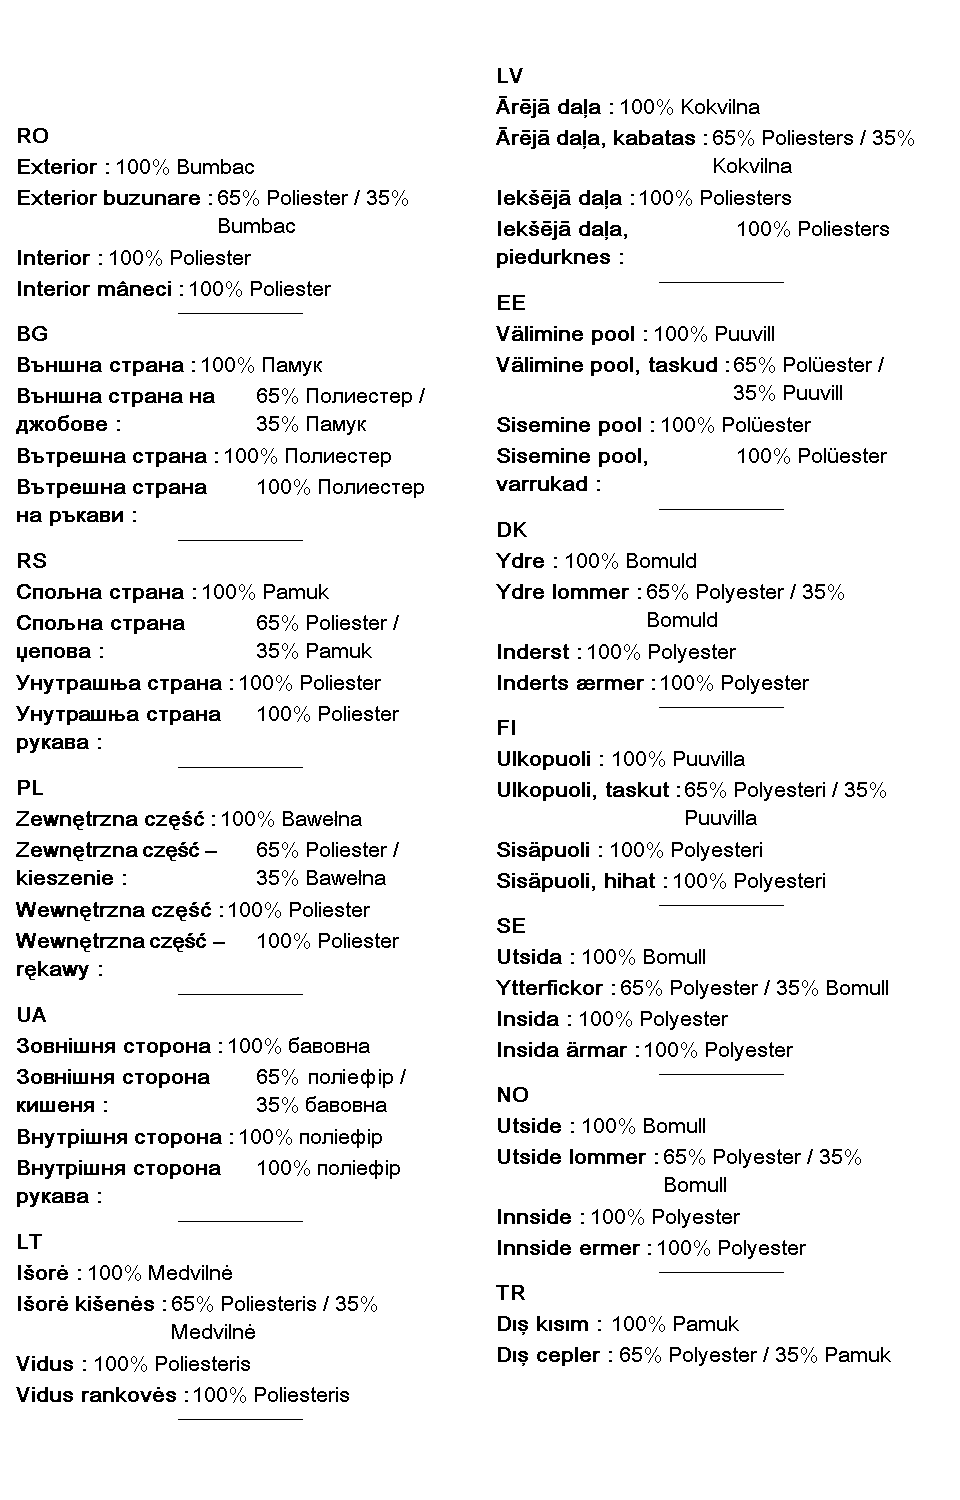 RO
Exterior : 100% Bumbac
Exterior buzunare : 65% Poliester / 35%
Bumbac
Interior : 100% Poliester
Interior mâneci : 100% Poliester
BG
Външна страна : 100% Памук
Външна страна на 65% Полиестер /
джобове : 35% Памук
Вътрешна страна : 100% Полиестер
Вътрешна страна 100% Полиестер
на ръкави :
RS
Спољна страна : 100% Pamuk
Спољна страна 65% Poliester /
џепова : 35% Pamuk
Унутрашња страна : 100% Poliester
Унутрашња страна 100% Poliester
рукава :
PL
Zewnętrzna część : 100% Bawełna
Zewnętrzna część – 65% Poliester /
kieszenie : 35% Bawełna
Wewnętrzna część : 100% Poliester
Wewnętrzna część – 100% Poliester
rękawy :
UA
Зовнішня сторона : 100% бавовна
Зовнішня сторона 65% поліефір /
кишеня : 35% бавовна
Внутрішня сторона : 100% поліефір
Внутрішня сторона 100% поліефір
рукава :
LT
Išorė : 100% Medvilnė
Išorė kišenės : 65% Poliesteris / 35%
Medvilnė
Vidus : 100% Poliesteris
Vidus rankovės : 100% Poliesteris
LV
Ārējā daļa : 100% Kokvilna
Ārējā daļa, kabatas : 65% Poliesters / 35%
Kokvilna
Iekšējā daļa : 100% Poliesters
Iekšējā daļa, 100% Poliesters
piedurknes :
EE
Välimine pool : 100% Puuvill
Välimine pool, taskud : 65% Polüester /
35% Puuvill
Sisemine pool : 100% Polüester
Sisemine pool, 100% Polüester
varrukad :
DK
Ydre : 100% Bomuld
Ydre lommer : 65% Polyester / 35%
Bomuld
Inderst : 100% Polyester
Inderts ærmer : 100% Polyester
FI
Ulkopuoli : 100% Puuvilla
Ulkopuoli, taskut : 65% Polyesteri / 35%
Puuvilla
Sisäpuoli : 100% Polyesteri
Sisäpuoli, hihat : 100% Polyesteri
SE
Utsida : 100% Bomull
Ytterfickor : 65% Polyester / 35% Bomull
Insida : 100% Polyester
Insida ärmar : 100% Polyester
NO
Utside : 100% Bomull
Utside lommer : 65% Polyester / 35%
Bomull
Innside : 100% Polyester
Innside ermer : 100% Polyester
TR
Dış kısım : 100% Pamuk
Dış cepler : 65% Polyester / 35% Pamuk